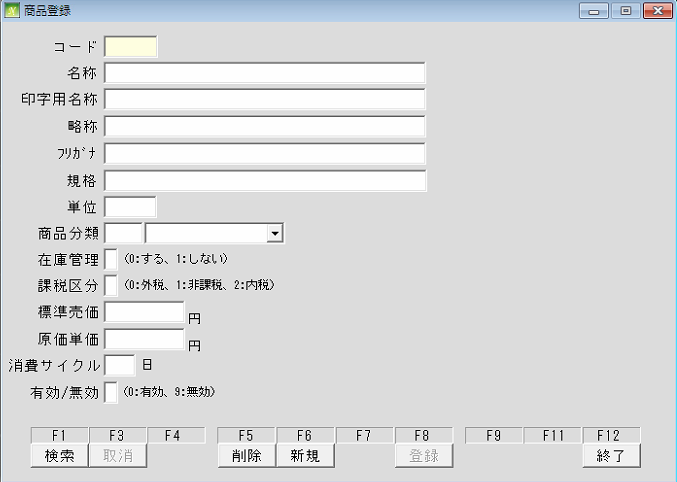 商品登録
コード
名称
印字用名称
略称
ﾌﾘｶﾞﾅ
規格
単位
商品分類
在庫管理 (0:する、1:しない)
課税区分 (0:外税、1:非課税、2:内税)
標準売価 円
原価単価 円
消費サイクル 日
有効/無効 (0:有効、9:無効)
F1 F3 F4 F5 F6 F7 F8 F9 F11 F12
検索 取消 削除 新規 登録 終了